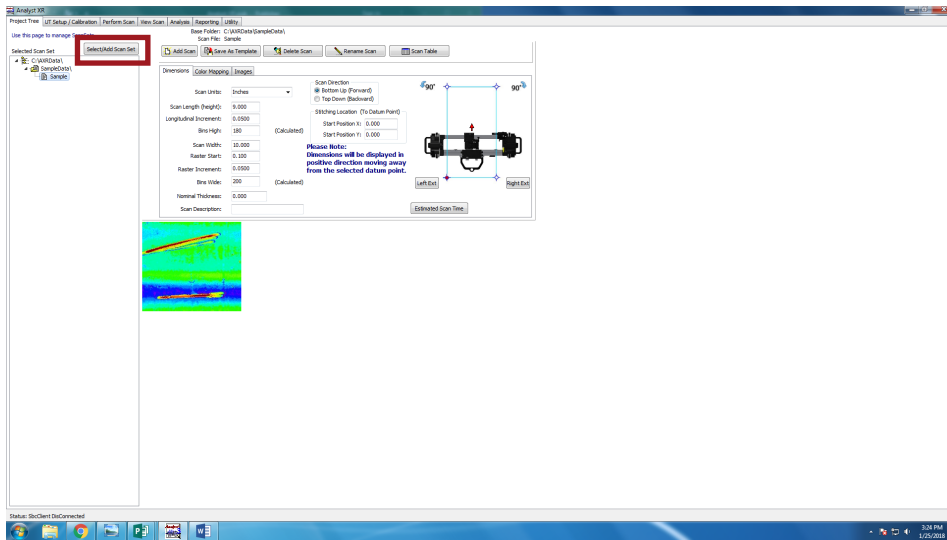 Analyst XR
Project Tree UT Setup / Calibration Perform Scan View Scan Analysis Reporting Utility
Use this page to manage
Base Folder: C:\AXRData\SampleData\
Scan File: Sample
Selected Scan Set
Select/Add Scan Set
Add Scan Save As Template Delete Scan Rename Scan Scan Table
C:\AXRData\
SampleData\
Sample
Dimensions Color Mapping Images
Scan Units: Inches
Scan Length (height): 9.000
Longitudinal Increment: 0.0500
Bins High: 180 (Calculated)
Scan Width: 10.000
Raster Start: 0.100
Raster Increment: 0.0500
Bins Wide: 200 (Calculated)
Nominal Thickness: 0.000
Scan Description:
Scan Direction
Bottom Up (Forward)
Top Down (Backward)
Stitching Location (To Datum Point)
Start Position X: 0.000
Start Position Y: 0.000
Please Note:
Dimensions will be displayed in
positive direction moving away
from the selected datum point.
90° 90°
Left Ext Right Ext
Estimated Scan Time
Status: SbcClient DisConnected
3:24 PM
1/25/2018